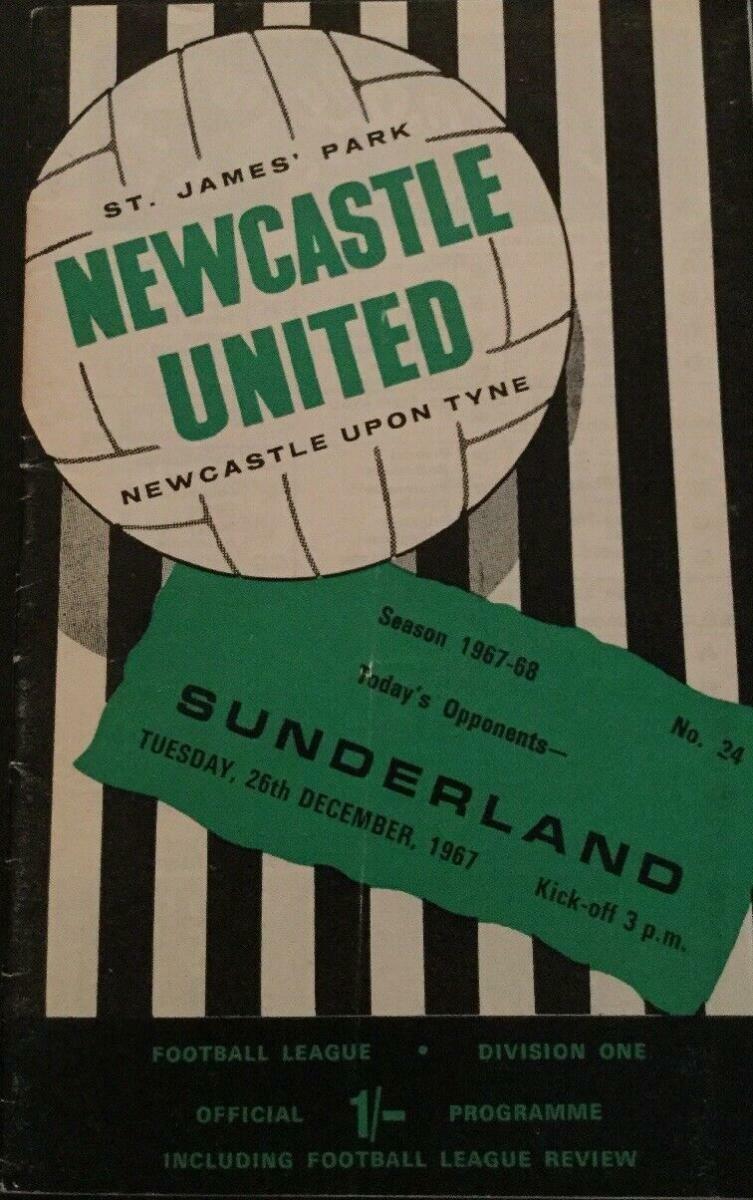 ST. JAMES' PARK
NEWCASTLE
UNITED
NEWCASTLE UPON TYNE
Season 1967-68
Today's Opponents—
No. 24
SUNDERLAND
TUESDAY, 26th DECEMBER, 1967
Kick-off 3 p.m.
FOOTBALL LEAGUE • DIVISION ONE
OFFICIAL 1/- PROGRAMME
INCLUDING FOOTBALL LEAGUE REVIEW